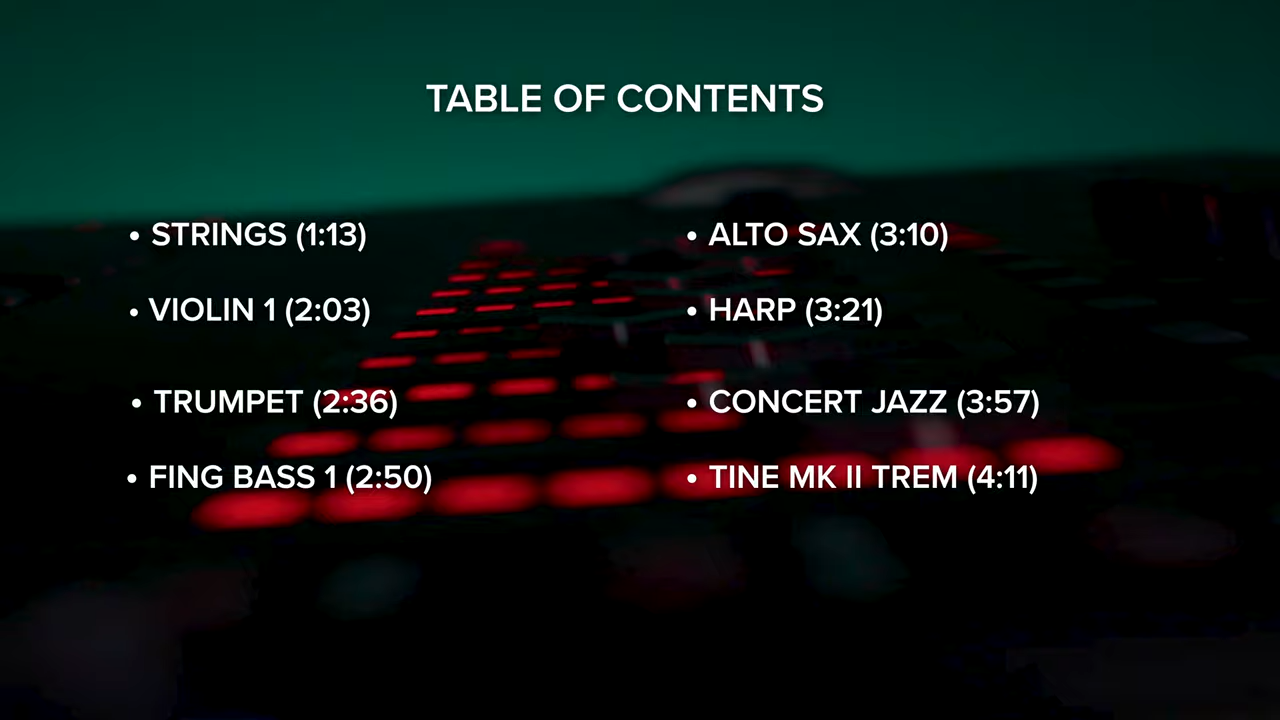 TABLE OF CONTENTS
• STRINGS (1:13)
• VIOLIN 1 (2:03)
• TRUMPET (2:36)
• FING BASS 1 (2:50)
• ALTO SAX (3:10)
• HARP (3:21)
• CONCERT JAZZ (3:57)
• TINE MK II TREM (4:11)